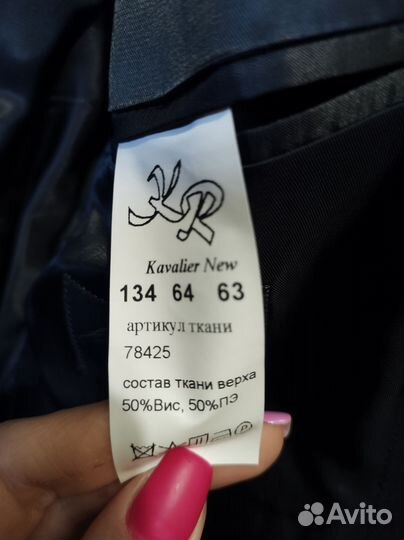 KR
Kavalier New
134 64 63
артикул ткани
78425
состав ткани верха
50%Вис, 50%ПЭ
P
Avito